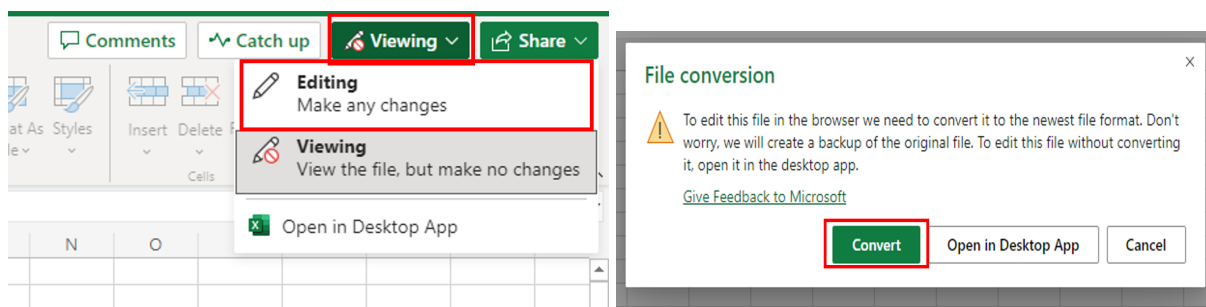 Comments
Catch up
Viewing
Share
Editing
Make any changes
at As
Styles
Insert
Delete
Viewing
View the file, but make no changes
Cells
Open in Desktop App
N
O
File conversion
X
To edit this file in the browser we need to convert it to the newest file format. Don't
worry, we will create a backup of the original file. To edit this file without converting
it, open it in the desktop app.
Give Feedback to Microsoft
Convert
Open in Desktop App
Cancel